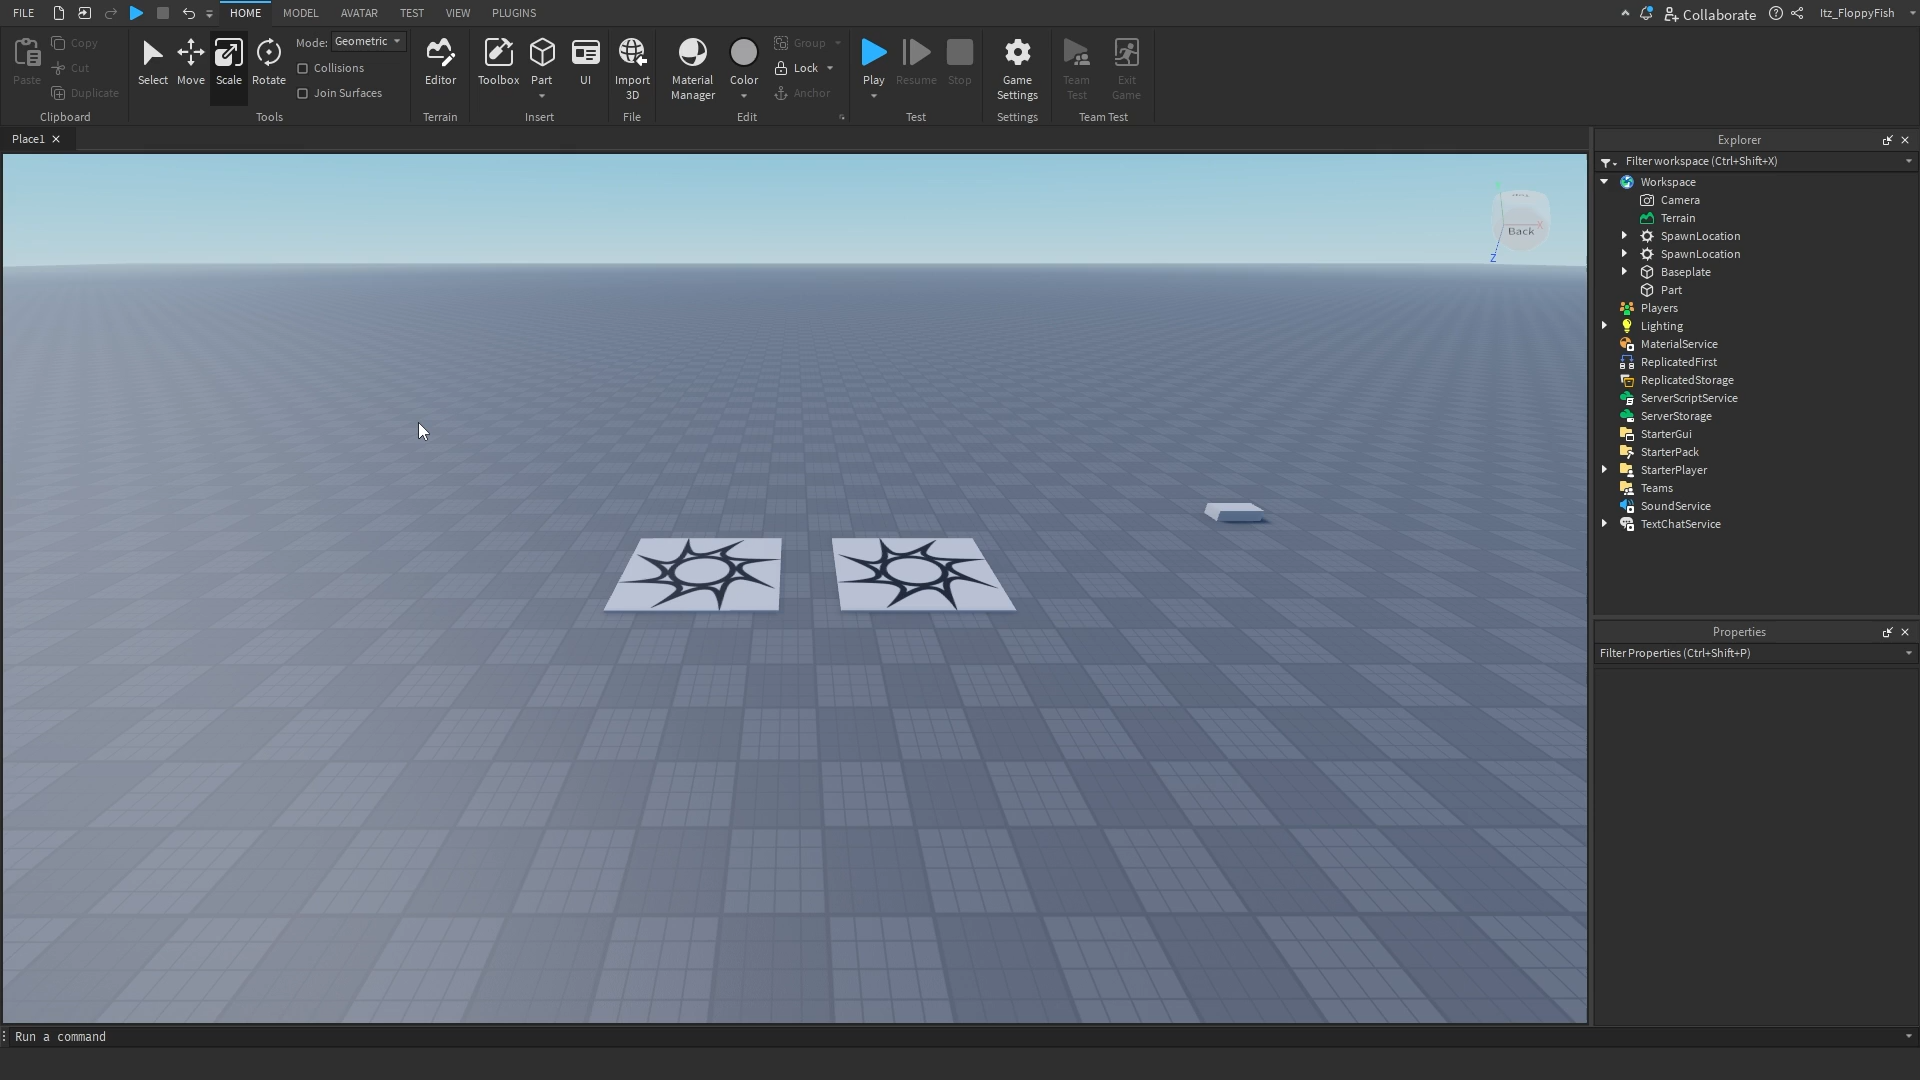 FILE HOME MODEL AVATAR TEST VIEW PLUGINS Collaborate Itz_FloppyFish
Paste Copy Cut Duplicate
Clipboard
Select Move Scale Rotate
Mode: Geometric
Collisions
Join Surfaces
Tools
Editor
Terrain
Toolbox Part UI
Insert
Import
3D
File
Material
Manager
Color
Group
Lock
Anchor
Edit
Play Resume Stop
Test
Game
Settings
Settings
Team
Test
Exit
Game
Team Test
Place1
Back
X
Z
Explorer
Filter workspace (Ctrl+Shift+X)
Workspace
Camera
Terrain
SpawnLocation
SpawnLocation
Baseplate
Part
Players
Lighting
MaterialService
ReplicatedFirst
ReplicatedStorage
ServerScriptService
ServerStorage
StarterGui
StarterPack
StarterPlayer
Teams
SoundService
TextChatService
Properties
Filter Properties (Ctrl+Shift+P)
Run a command